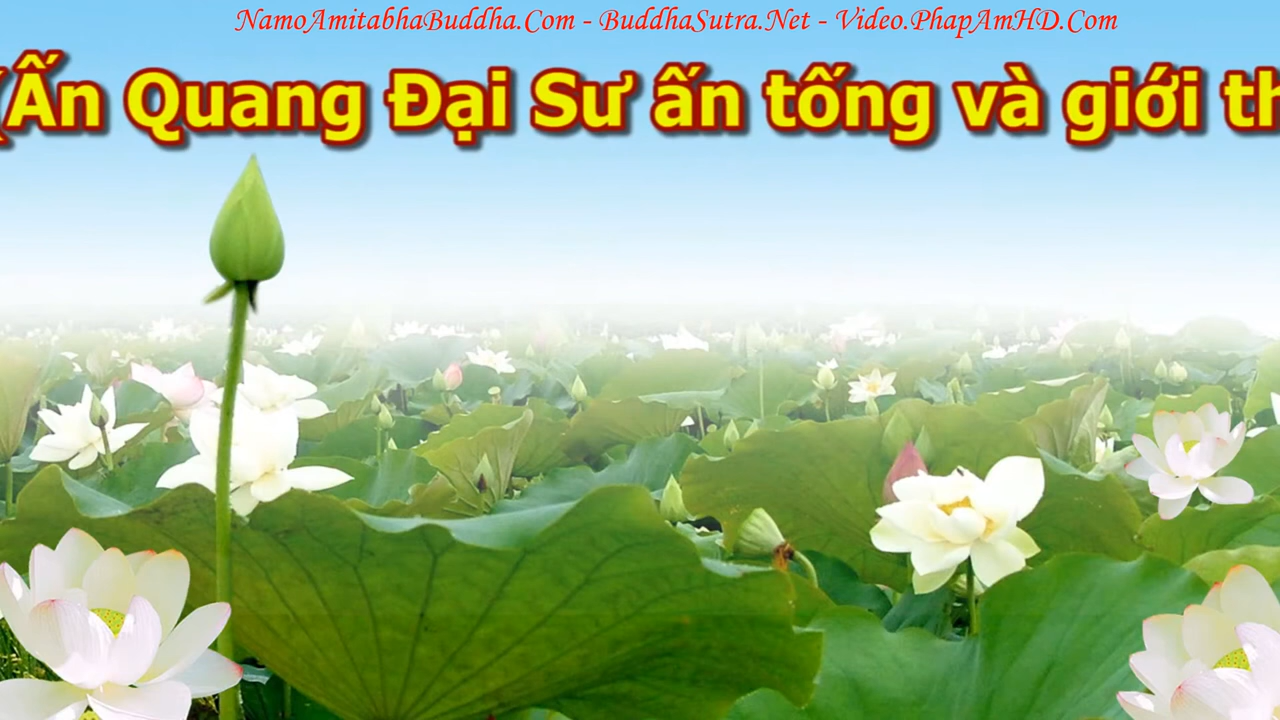 NamoAmitabhaBuddha.Com - BuddhaSutra.Net - Video.PhapAmHD.Com
(Ấn Quang Đại Sư ấn tống và giới th